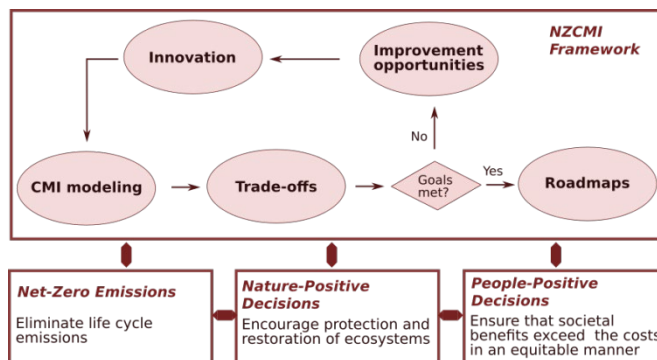 NZCMI
Framework
Innovation
Improvement
opportunities
No
CMI modeling
Trade-offs
Goals
met?
Yes
Roadmaps
Net-Zero Emissions
Eliminate life cycle
emissions
Nature-Positive
Decisions
Encourage protection and
restoration of ecosystems
People-Positive
Decisions
Ensure that societal
benefits exceed the costs
in an equitable manner